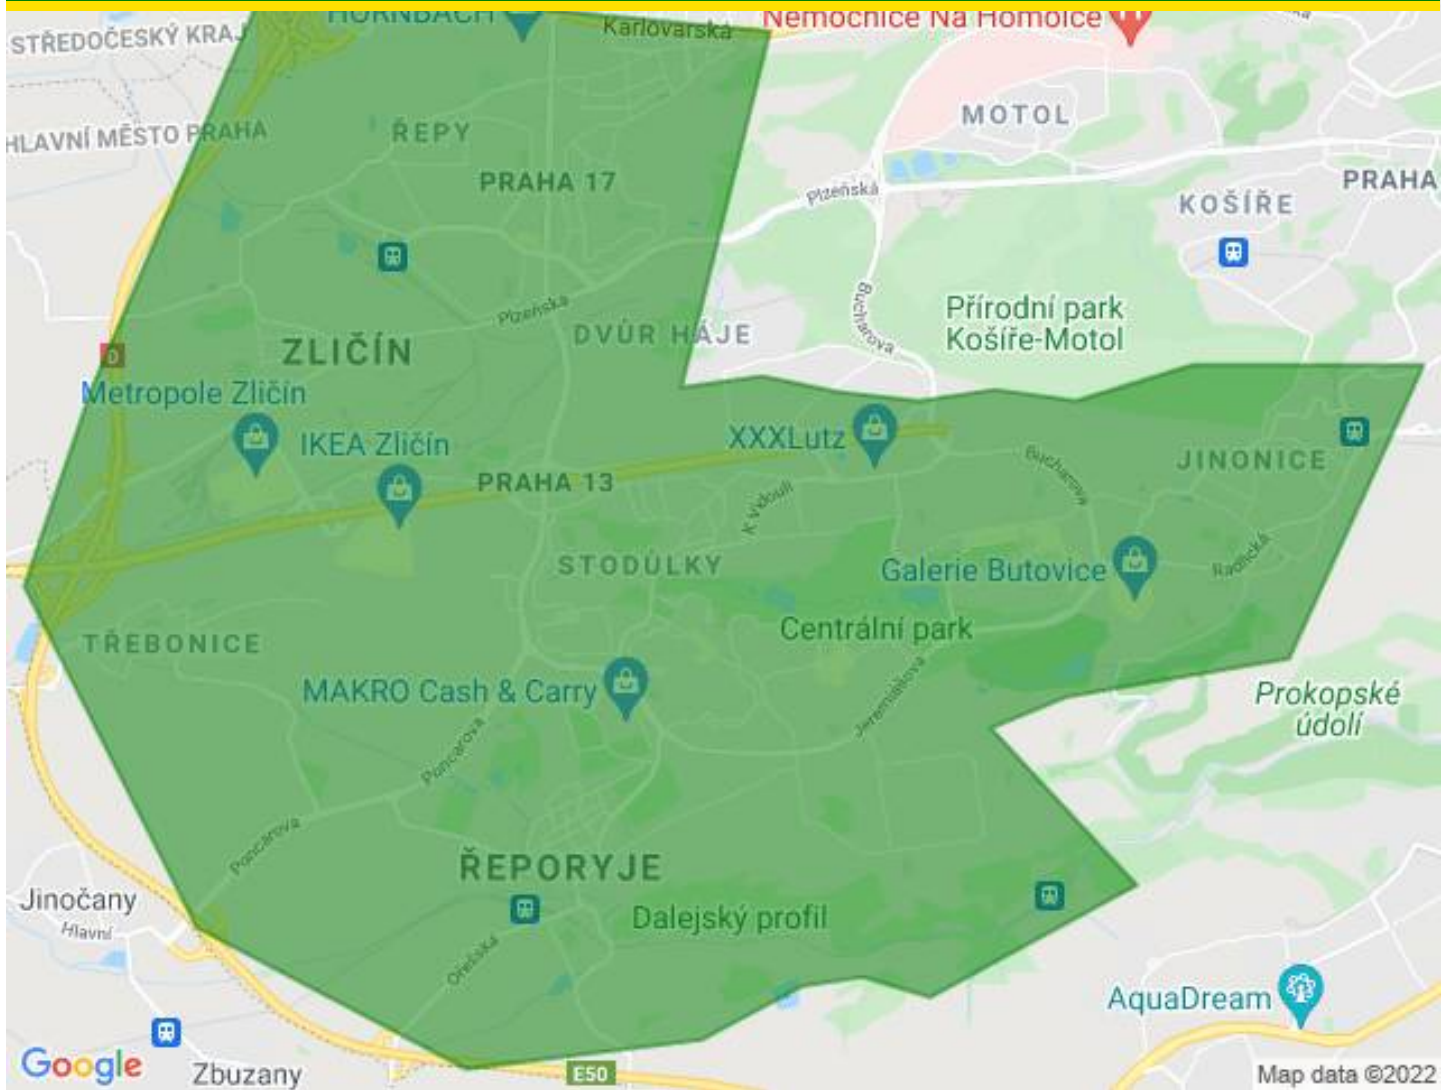 HORNBACH
Karlovarská
Nemocnice Na Homolce
STŘEDOČESKÝ KRAJ
HLAVNÍ MĚSTO PRAHA
ŘEPY
MOTOL
PRAHA 17
Plzeňská
PRAHA
KOŠÍŘE
Plzeňská
DVŮR HÁJE
Bucharova
Přírodní park
Košíře-Motol
ZLIČÍN
D
Metropole Zličín
IKEA Zličín
XXXLutz
JINONICE
Bucharova
PRAHA 13
K Vidouli
STODŮLKY
Galerie Butovice
Radlická
Centrální park
TŘEBONICE
MAKRO Cash & Carry
Jeremiášova
Prokopské
údolí
Poncarova
Poncarova
ŘEPORYJE
Jinočany
Hlavní
Dalejský profil
Ořešská
AquaDream
Google
Zbuzany
E50
Map data ©2022